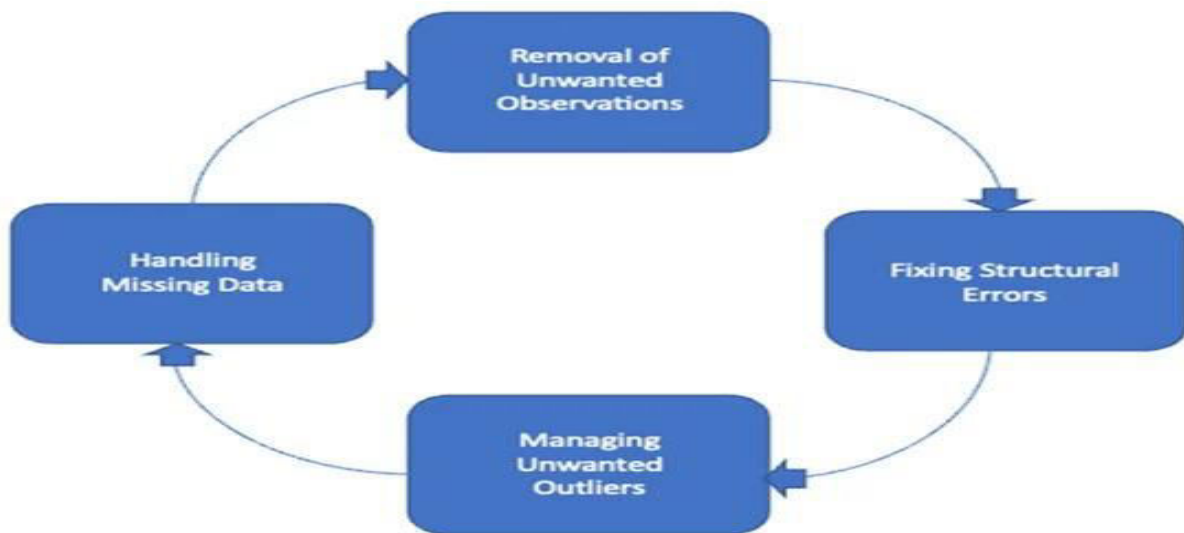 Removal of
Unwanted
Observations
Fixing Structural
Errors
Managing
Unwanted
Outliers
Handling
Missing Data